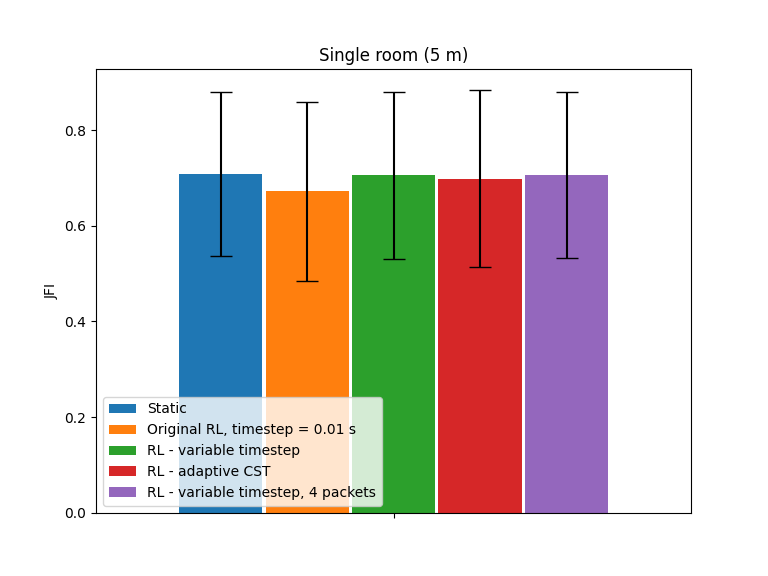 Single room (5 m)
JFI
0.8
0.6
0.4
0.2
0.0
Static
Original RL, timestep = 0.01 s
RL - variable timestep
RL - adaptive CST
RL - variable timestep, 4 packets